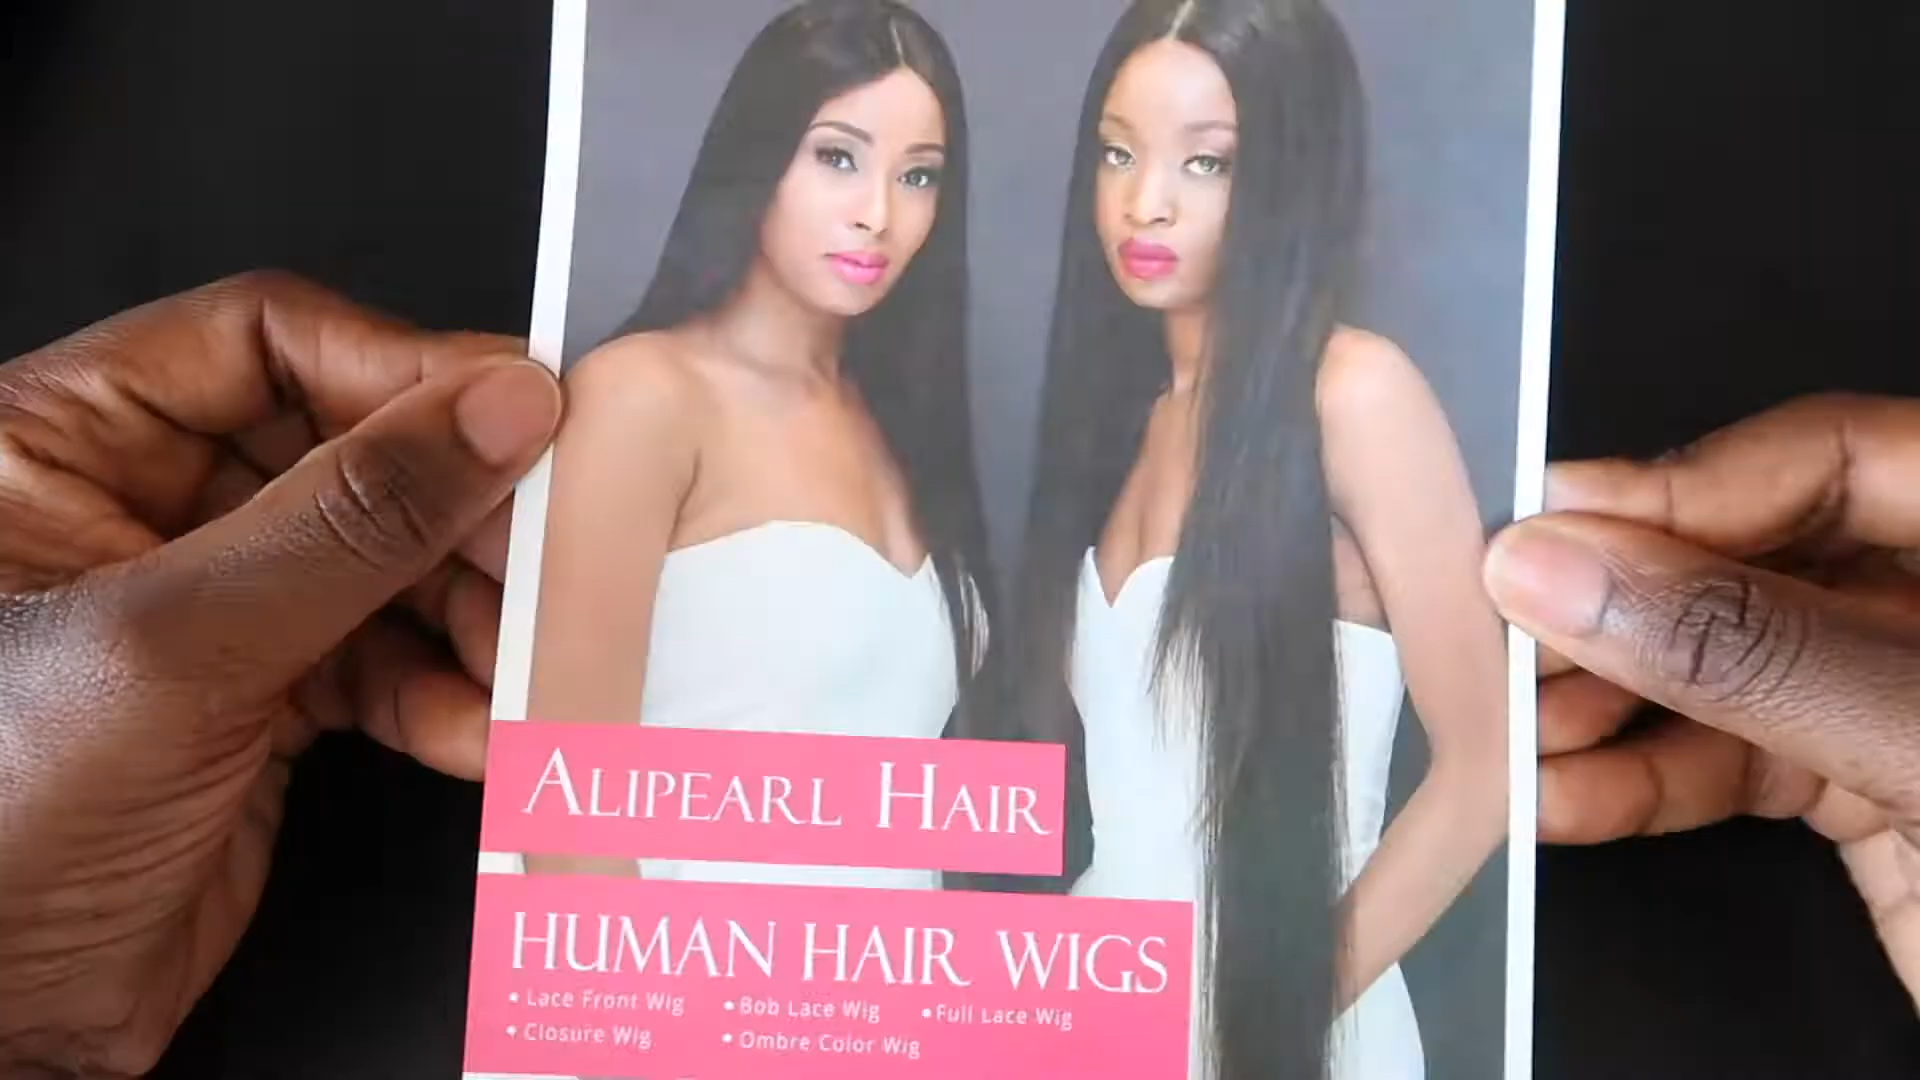 ALIPEARL HAIR
HUMAN HAIR WIGS
• Lace Front Wig • Bob Lace Wig • Full Lace Wig
• Closure Wig • Ombre Color Wig